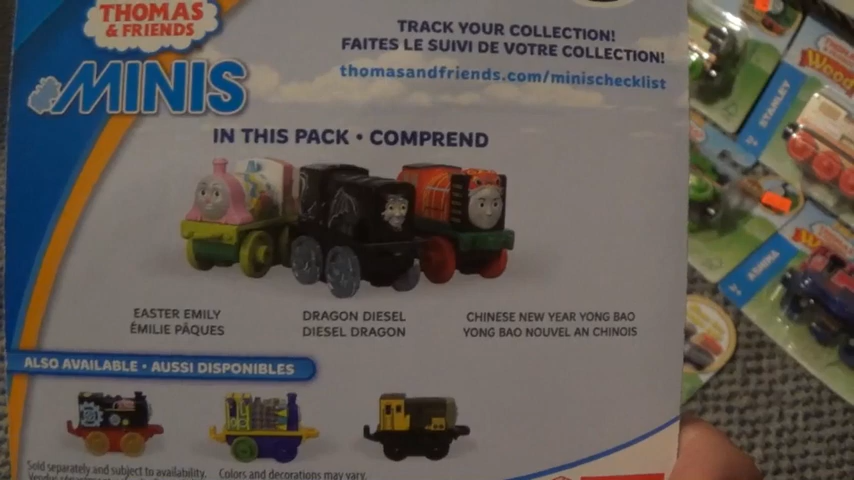 THOMAS
& FRIENDS
MINIS
TRACK YOUR COLLECTION!
FAITES LE SUIVI DE VOTRE COLLECTION!
thomasandfriends.com/minischecklist
IN THIS PACK • COMPREND
EASTER EMILY
ÉMILIE PÂQUES
DRAGON DIESEL
DIESEL DRAGON
CHINESE NEW YEAR YONG BAO
YONG BAO NOUVEL AN CHINOIS
ALSO AVAILABLE • AUSSI DISPONIBLES
Sold separately and subject to availability.
Colors and decorations may vary.
STANLEY
ASHIMA